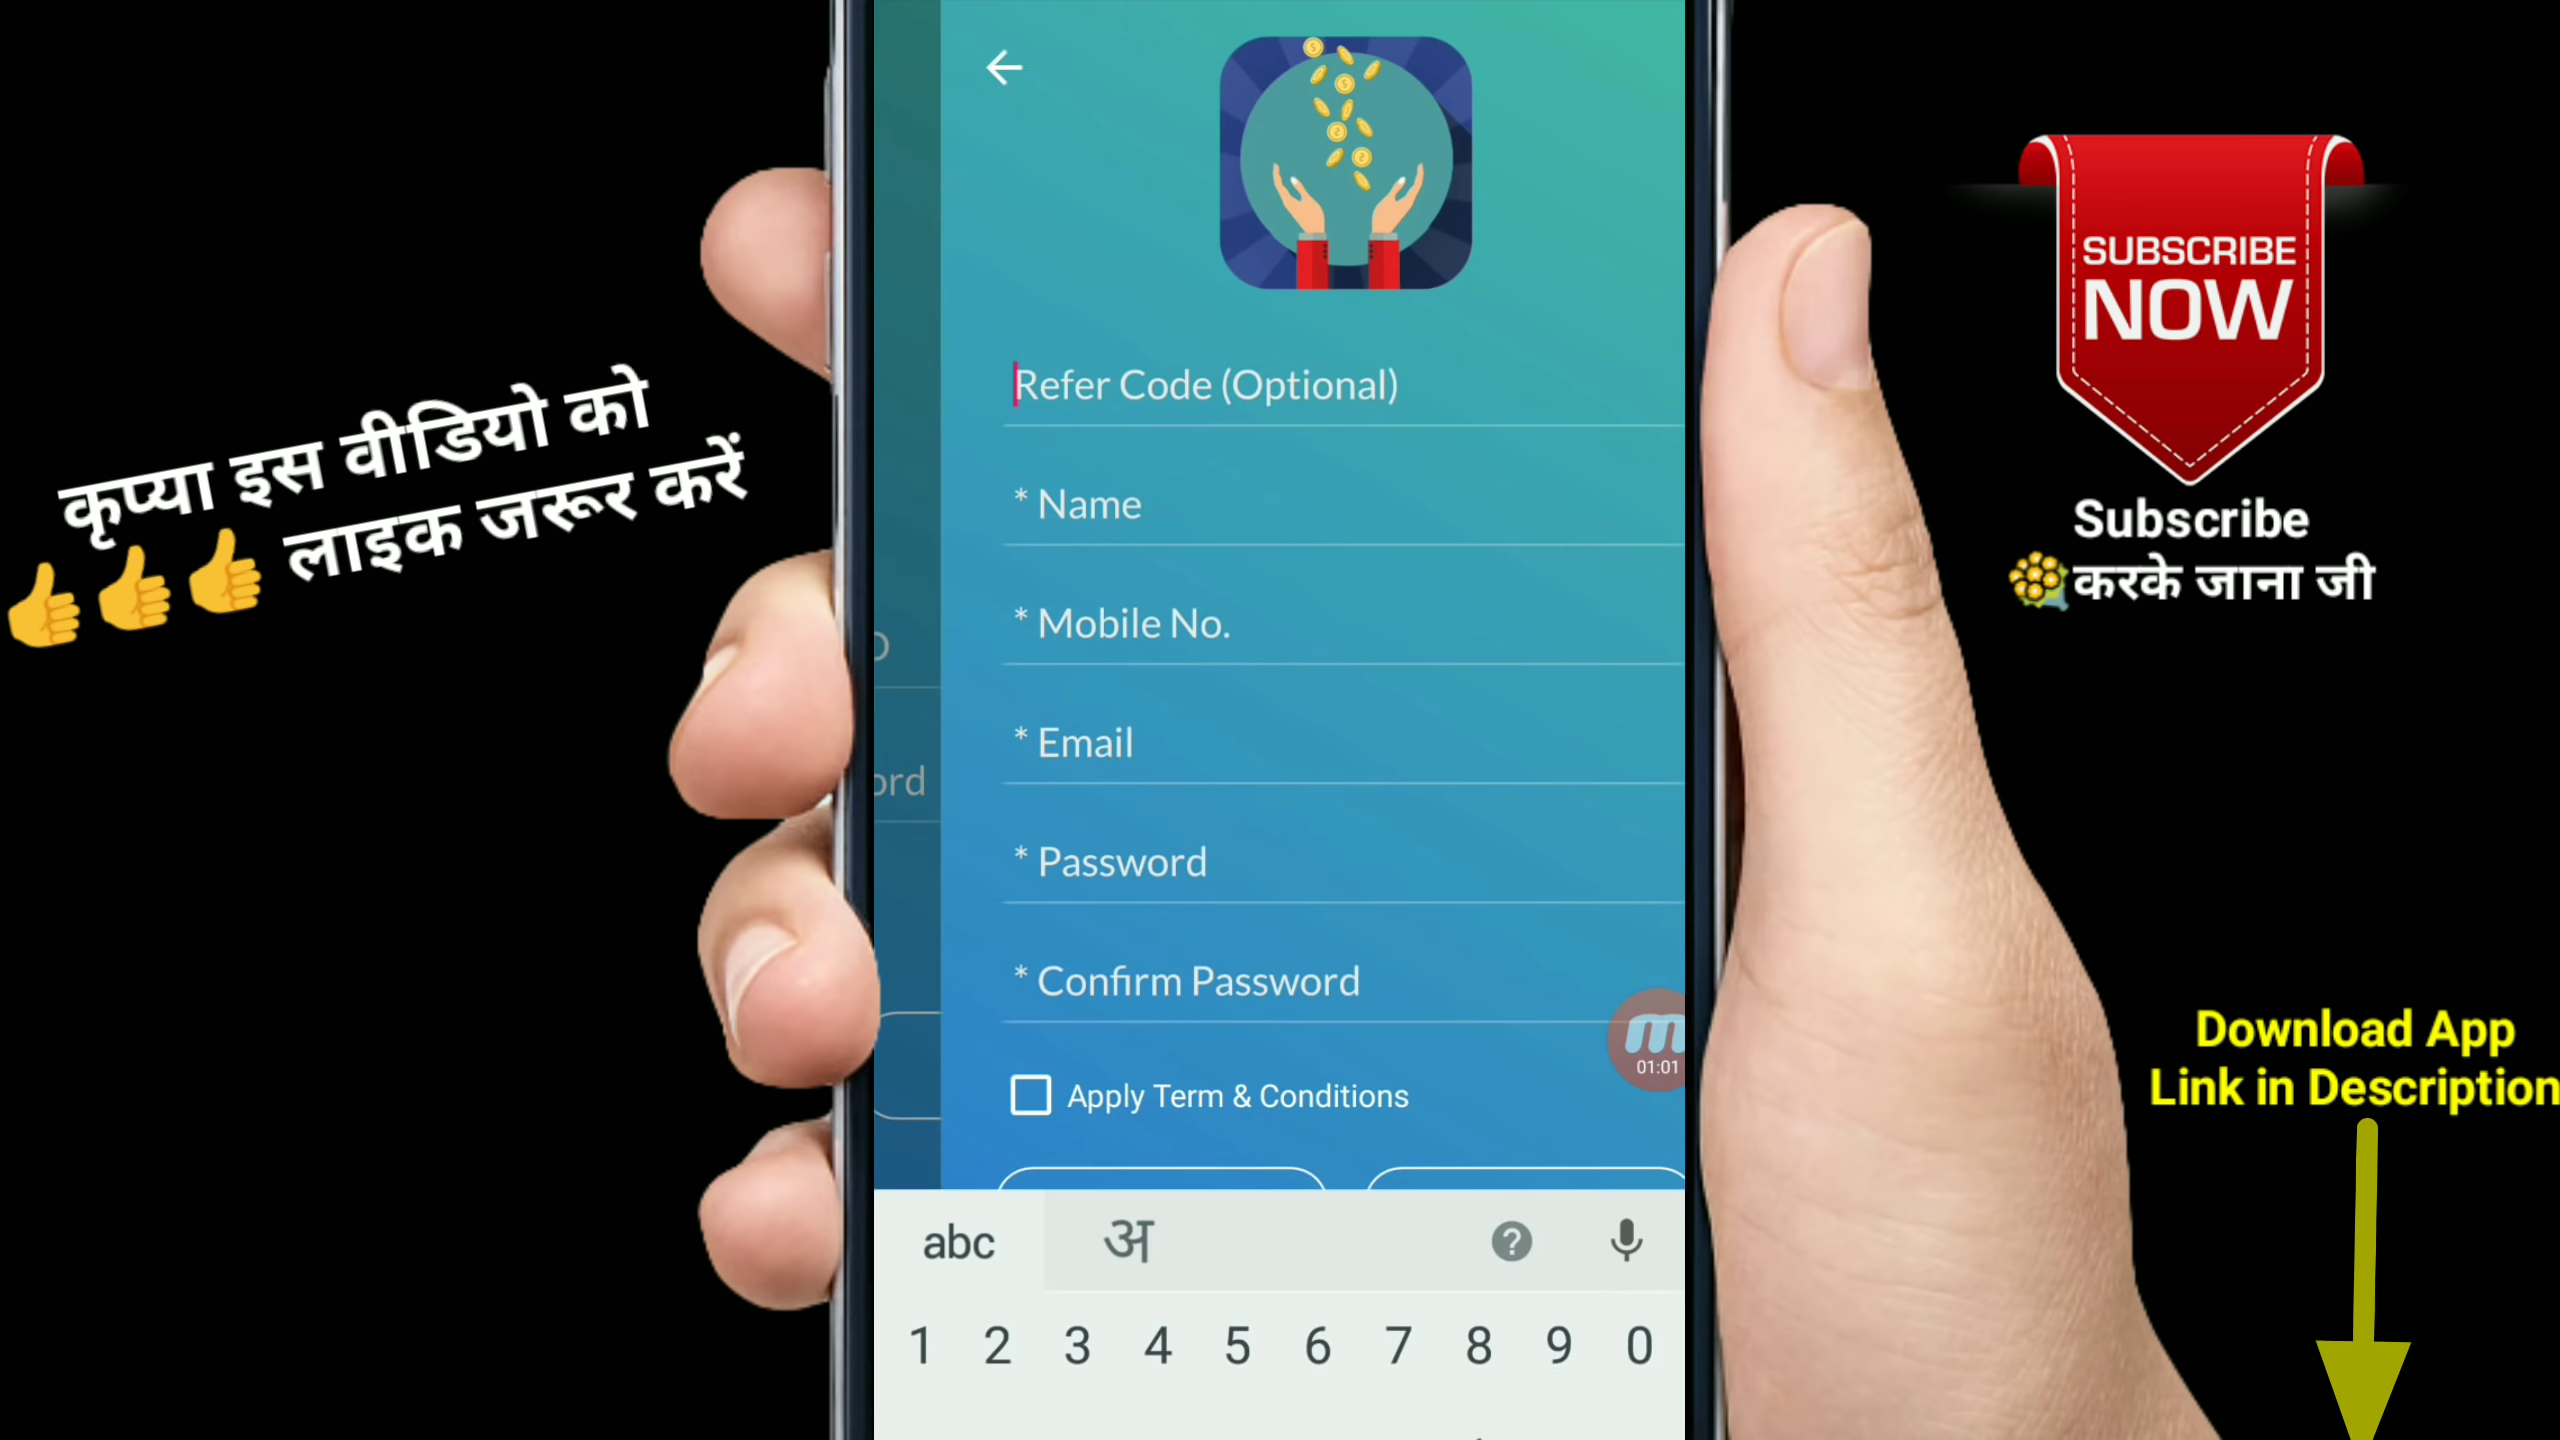 कृप्या इस वीडियो को
👍👍👍 लाइक जरूर करें
Refer Code (Optional)
* Name
* Mobile No.
* Email
* Password
* Confirm Password
Apply Term & Conditions
ord
01:01
abc अ
1 2 3 4 5 6 7 8 9 0
SUBSCRIBE
NOW
Subscribe
करके जाना जी
Download App
Link in Description